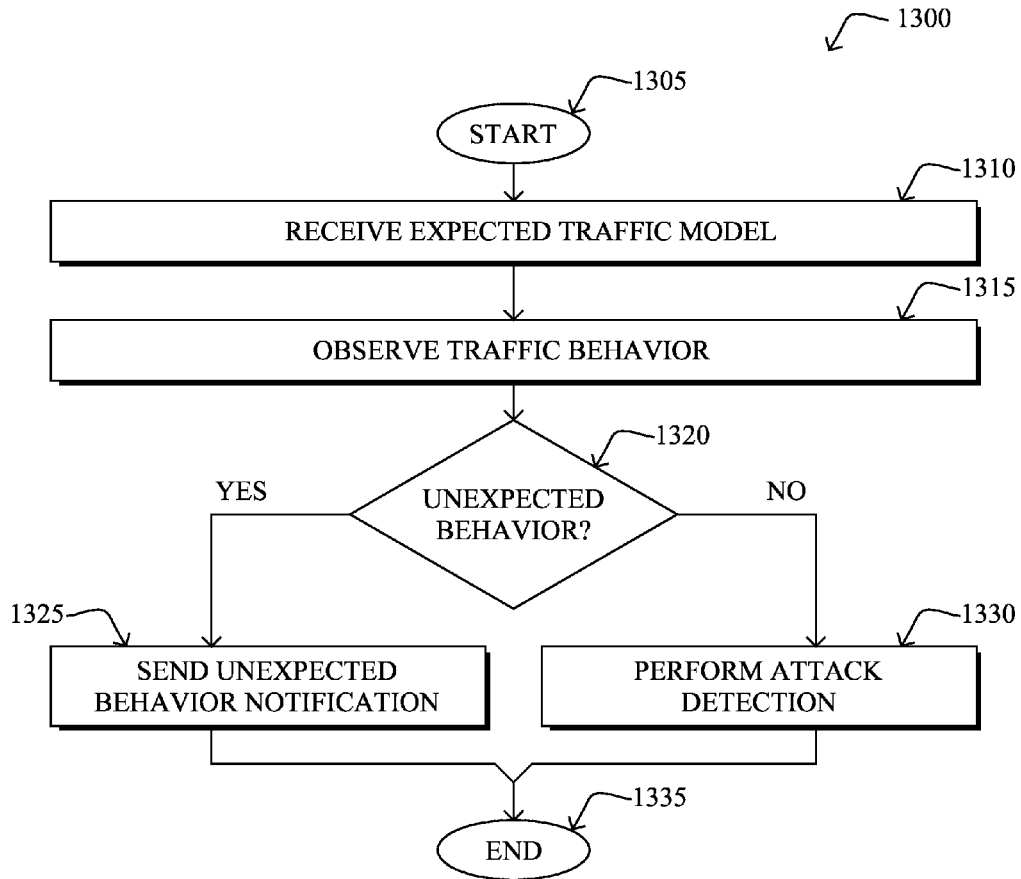 1300
1305
START
1310
RECEIVE EXPECTED TRAFFIC MODEL
1315
OBSERVE TRAFFIC BEHAVIOR
1320
YES
UNEXPECTED
BEHAVIOR?
NO
1325
SEND UNEXPECTED
BEHAVIOR NOTIFICATION
1330
PERFORM ATTACK
DETECTION
1335
END